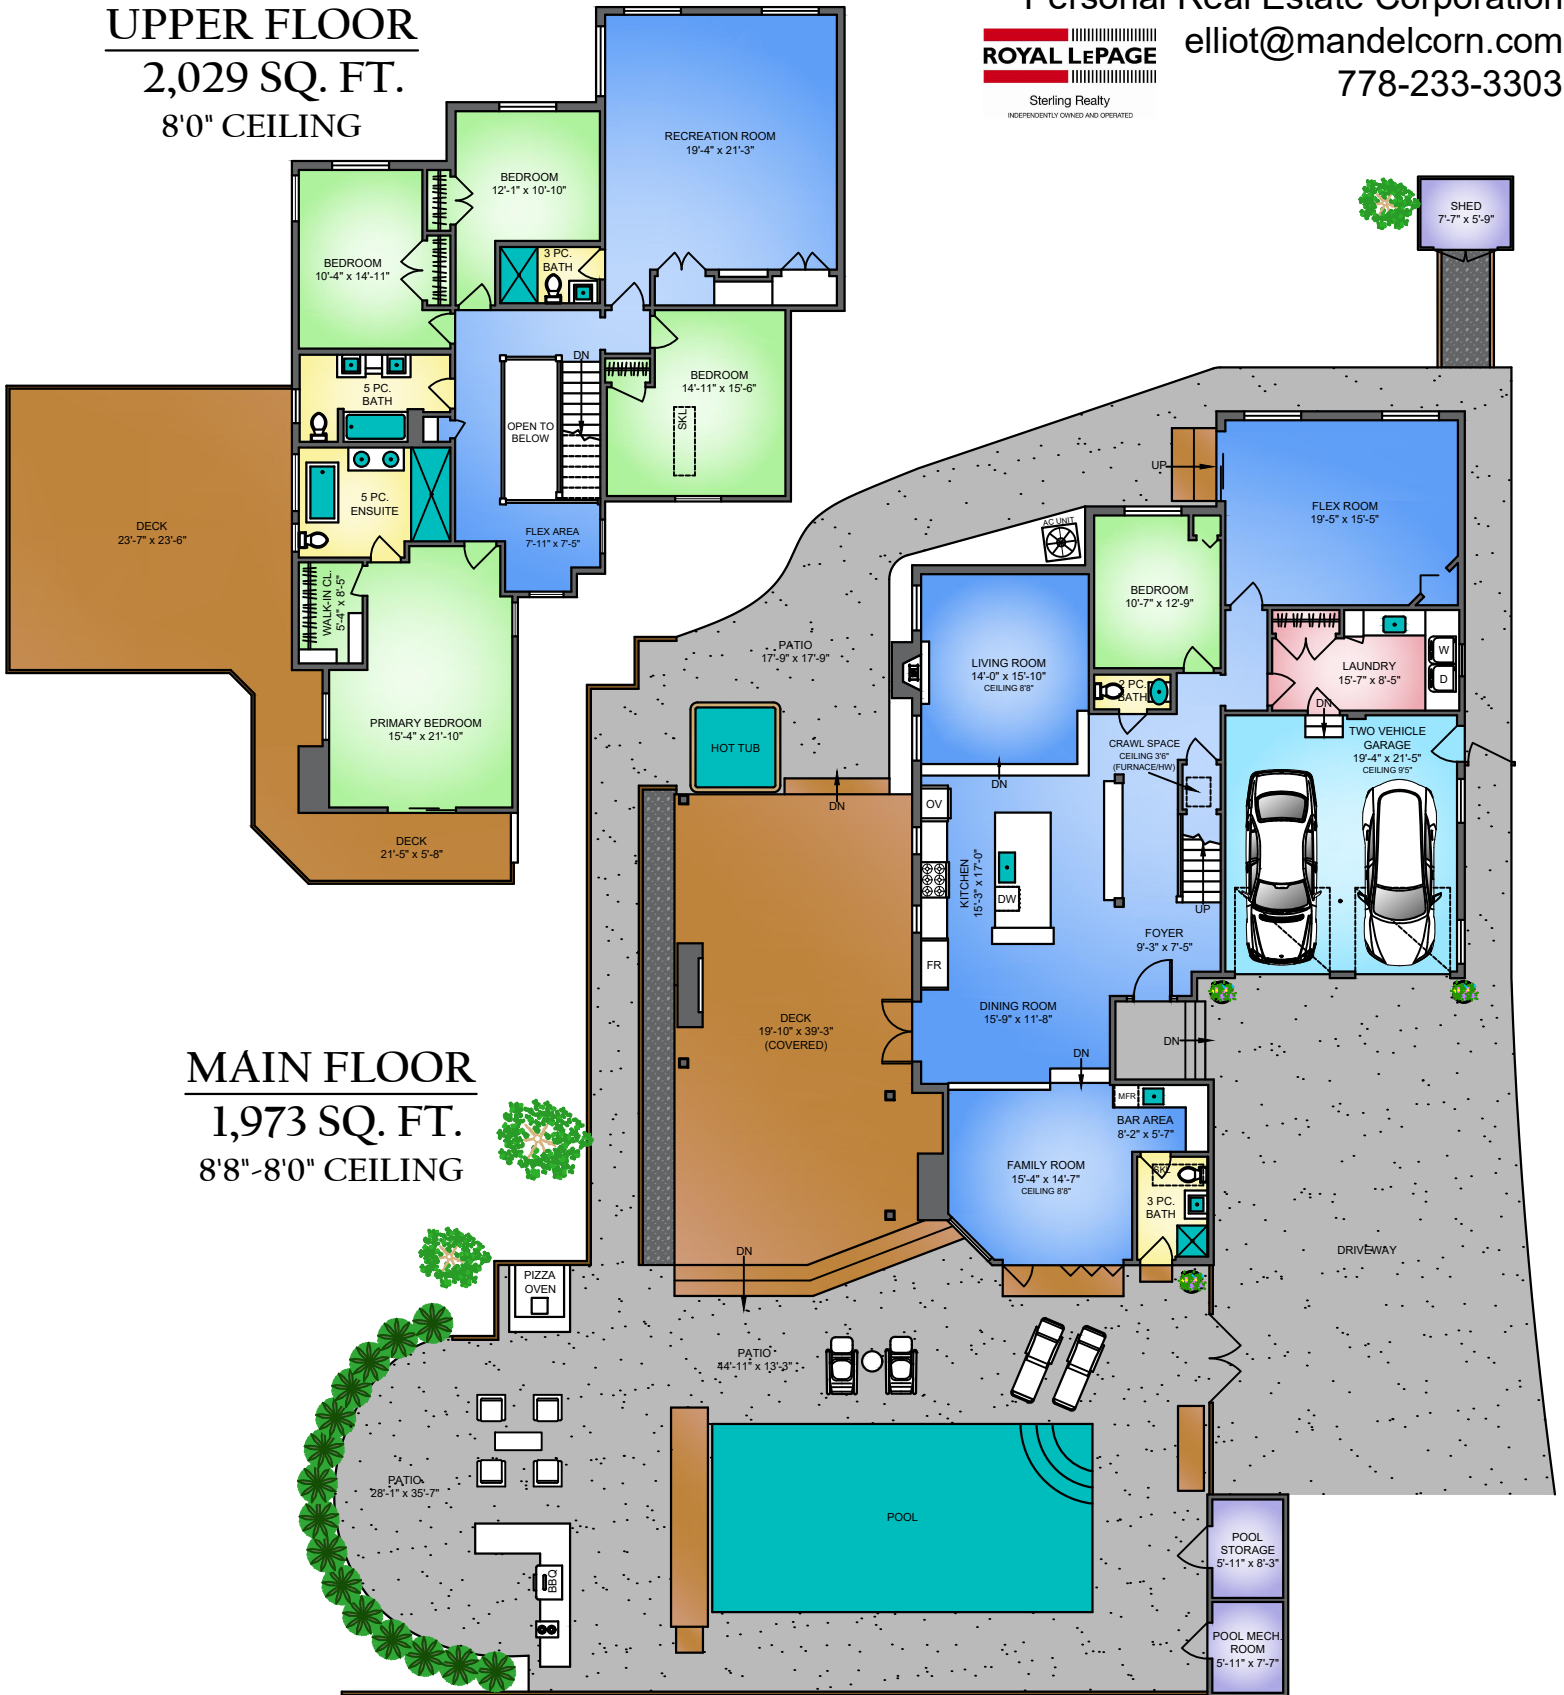 UPPER FLOOR
2,029 SQ. FT.
8'0" CEILING
Personal Real Estate Corporation
elliot@mandelcorn.com
778-233-3303
ROYAL LEPAGE
Sterling Realty
INDEPENDENTLY OWNED AND OPERATED
RECREATION ROOM
19'-4" x 21'-3"
BEDROOM
12'-1" x 10'-10"
BEDROOM
10'-4" x 14'-11"
3 PC.
BATH
DN
BEDROOM
14'-11" x 15'-6"
SKL
5 PC.
BATH
OPEN TO
BELOW
5 PC.
ENSUITE
FLEX AREA
7'-11" x 7'-5"
DECK
23'-7" x 23'-6"
WALK-IN CL.
5'-4" x 8'-5"
PRIMARY BEDROOM
15'-4" x 21'-10"
DECK
21'-5" x 5'-8"
SHED
7'-7" x 5'-9"
UP
FLEX ROOM
19'-5" x 15'-5"
AC UNIT
BEDROOM
10'-7" x 12'-9"
PATIO
17'-9" x 17'-9"
LIVING ROOM
14'-0" x 15'-10"
CEILING 8'8"
2 PC.
BATH
LAUNDRY
15'-7" x 8'-5"
W
D
DN
HOT TUB
CRAWL SPACE
CEILING 3'6"
(FURNACE/HW)
TWO VEHICLE
GARAGE
19'-4" x 21'-5"
CEILING 9'5"
DN
DN
OV
KITCHEN
15'-3" x 17'-0"
DW
FR
UP
FOYER
9'-3" x 7'-5"
DINING ROOM
15'-9" x 11'-8"
DECK
19'-10" x 39'-3"
(COVERED)
DN
DN
MAIN FLOOR
1,973 SQ. FT.
8'8"-8'0" CEILING
MFR
BAR AREA
8'-2" x 5'-7"
FAMILY ROOM
15'-4" x 14'-7"
CEILING 8'8"
SKL
3 PC.
BATH
DN
DRIVEWAY
PIZZA
OVEN
PATIO
44'-11" x 13'-3"
PATIO
28'-1" x 35'-7"
POOL
BBQ
POOL
STORAGE
5'-11" x 8'-3"
POOL MECH.
ROOM
5'-11" x 7'-7"